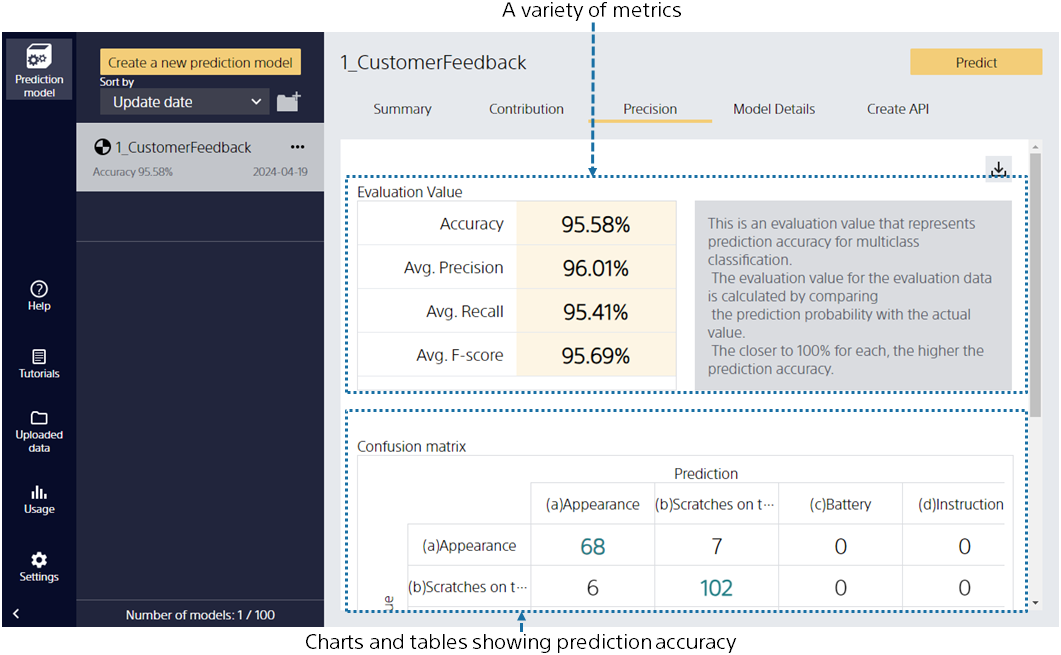 A variety of metrics
Prediction
model
Help
Tutorials
Uploaded
data
Usage
Settings
Create a new prediction model
Sort by
Update date
1_CustomerFeedback
Accuracy 95.58% 2024-04-19
Number of models: 1 / 100
1_CustomerFeedback Predict
Summary Contribution Precision Model Details Create API
Evaluation Value
Accuracy 95.58%
Avg. Precision 96.01%
Avg. Recall 95.41%
Avg. F-score 95.69%
This is an evaluation value that represents
prediction accuracy for multiclass
classification.
The evaluation value for the evaluation data
is calculated by comparing
the prediction probability with the actual
value.
The closer to 100% for each, the higher the
prediction accuracy.
Confusion matrix
Prediction
(a)Appearance (b)Scratches on t··· (c)Battery (d)Instruction
(a)Appearance 68 7 0 0
(b)Scratches on t··· 6 102 0 0
Charts and tables showing prediction accuracy